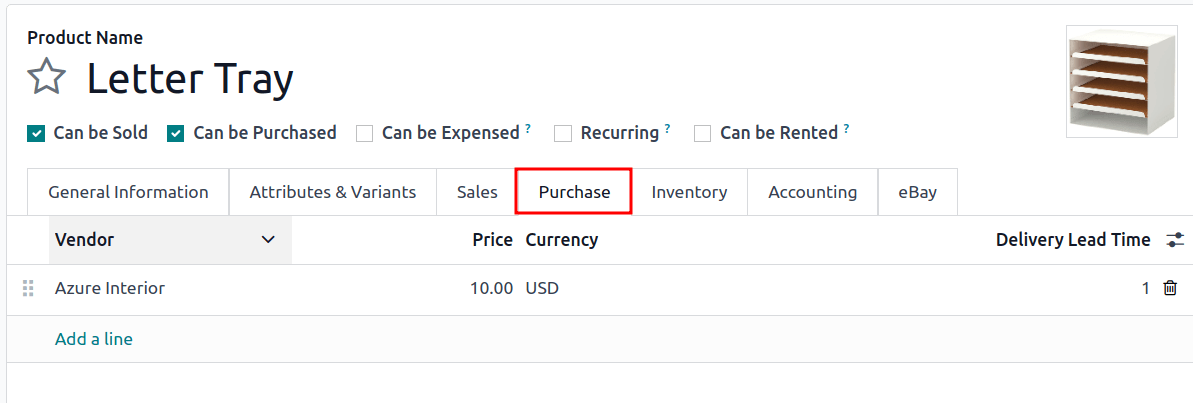 Product Name
Letter Tray
Can be Sold Can be Purchased Can be Expensed ? Recurring ? Can be Rented ?
General Information Attributes & Variants Sales Purchase Inventory Accounting eBay
Vendor Price Currency Delivery Lead Time
Azure Interior 10.00 USD 1
Add a line